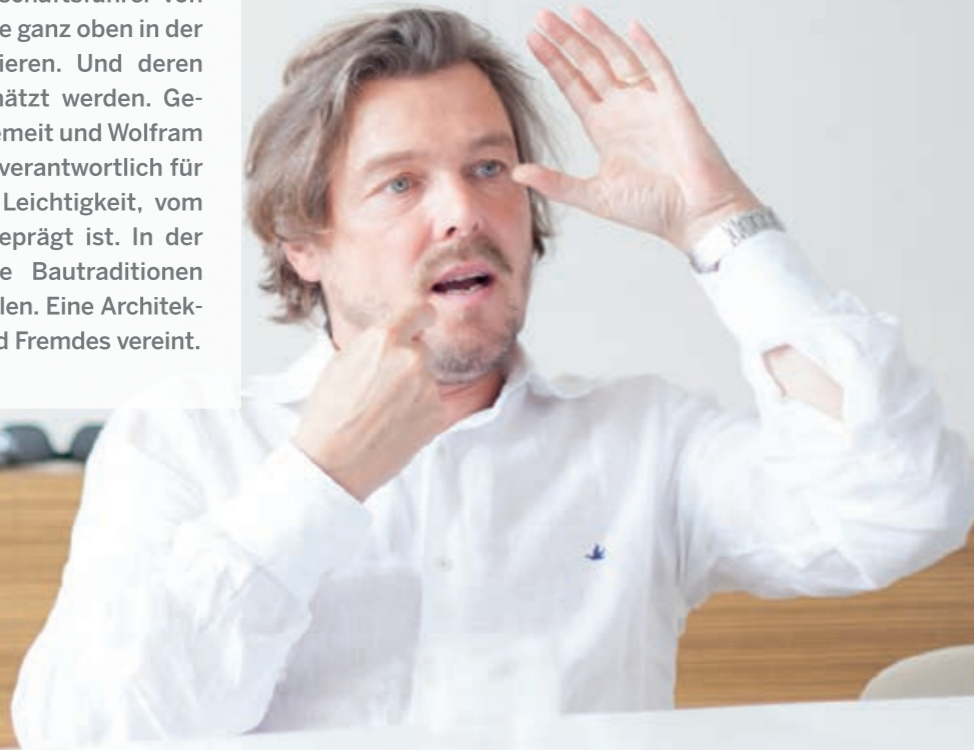 e ganz oben in der
ieren. Und deren
hätzt werden. Ge-
emeit und Wolfram
verantwortlich für
Leichtigkeit, vom
eprägt ist. In der
e Bautraditionen
len. Eine Architek-
d Fremdes vereint.